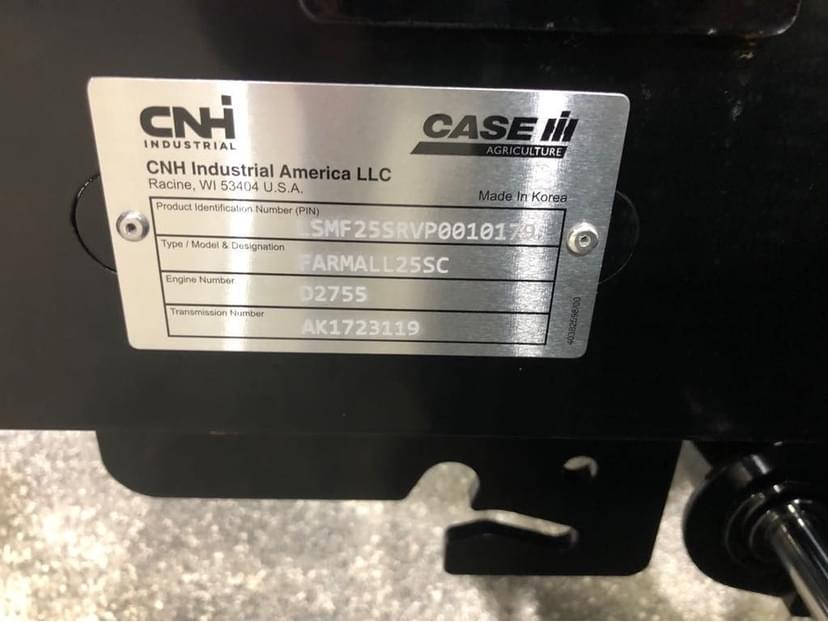 CNH
INDUSTRIAL
CASE IH
AGRICULTURE
CNH Industrial America LLC
Racine, WI 53404 U.S.A.
Made In Korea
Product Identification Number (PIN)
LSMF25SRVP0010179
Type / Model & Designation
FARMALL25SC
Engine Number
D2755
Transmission Number
AK1723119